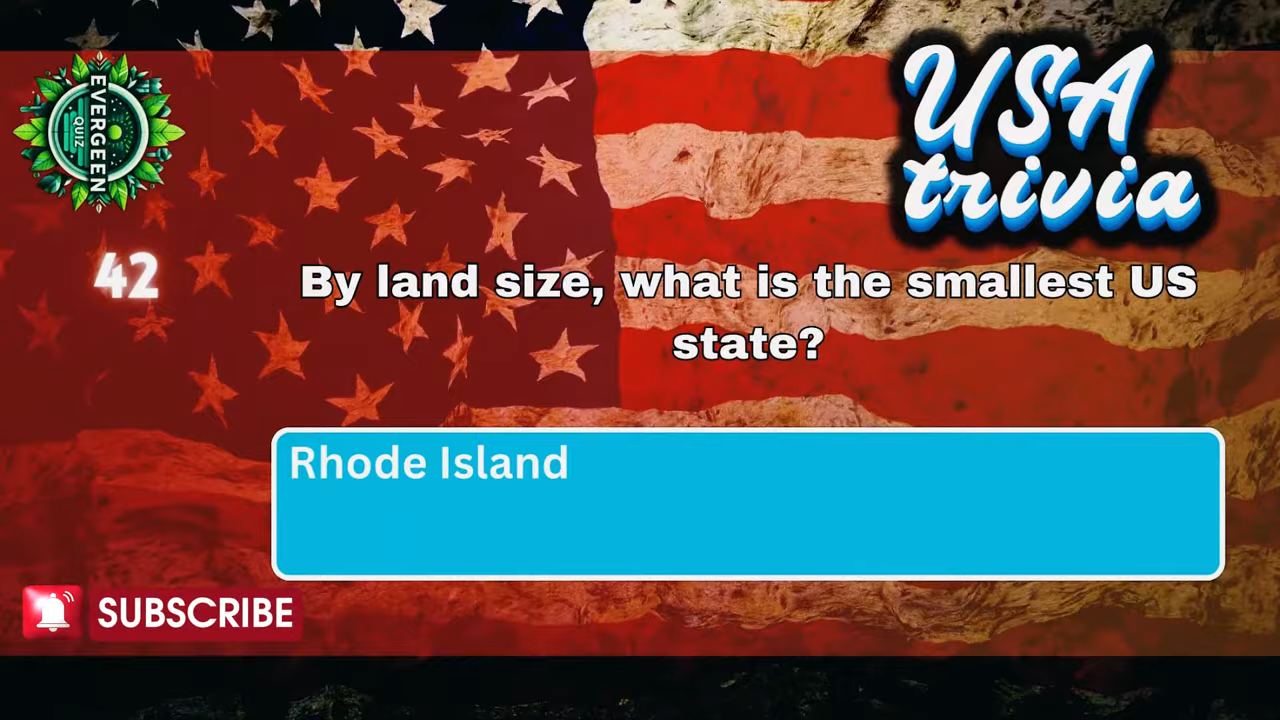 EVERGEEN
QUIZ
USA
trivia
42
By land size, what is the smallest US
state?
Rhode Island
SUBSCRIBE